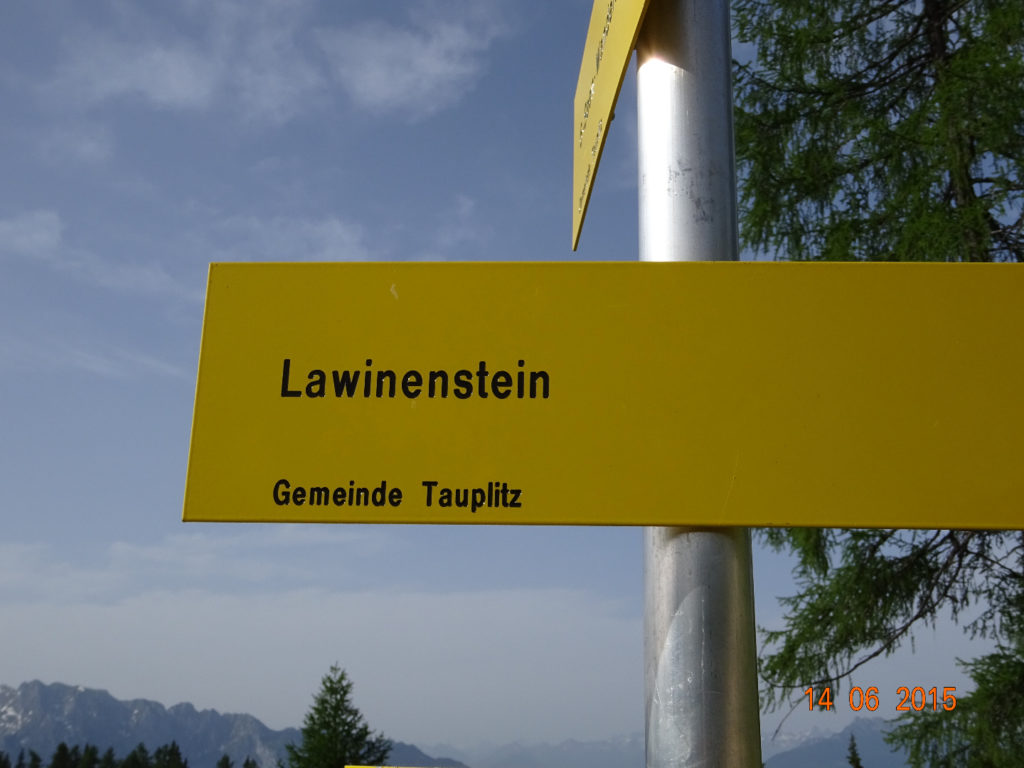 Lawinenstein
Gemeinde Tauplitz
14 06 2015